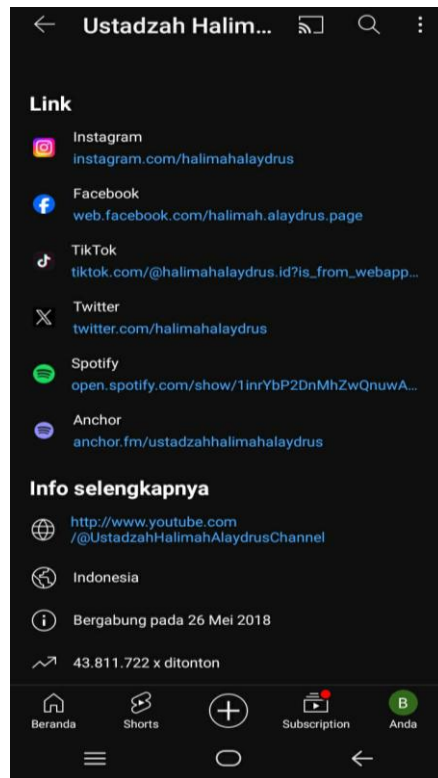 Ustadzah Halim...
Link
Instagram
instagram.com/halimahalaydrus
Facebook
web.facebook.com/halimah.alaydrus.page
TikTok
tiktok.com/@halimahalaydrus.id?is_from_webapp...
Twitter
twitter.com/halimahalaydrus
Spotify
open.spotify.com/show/1inrYbP2DnMhZwQnuwA...
Anchor
anchor.fm/ustadzahhalimahalaydrus
Info selengkapnya
http://www.youtube.com
/@UstadzahHalimahAlaydrusChannel
Indonesia
Bergabung pada 26 Mei 2018
43.811.722 x ditonton
B
Beranda Shorts Subscription Anda